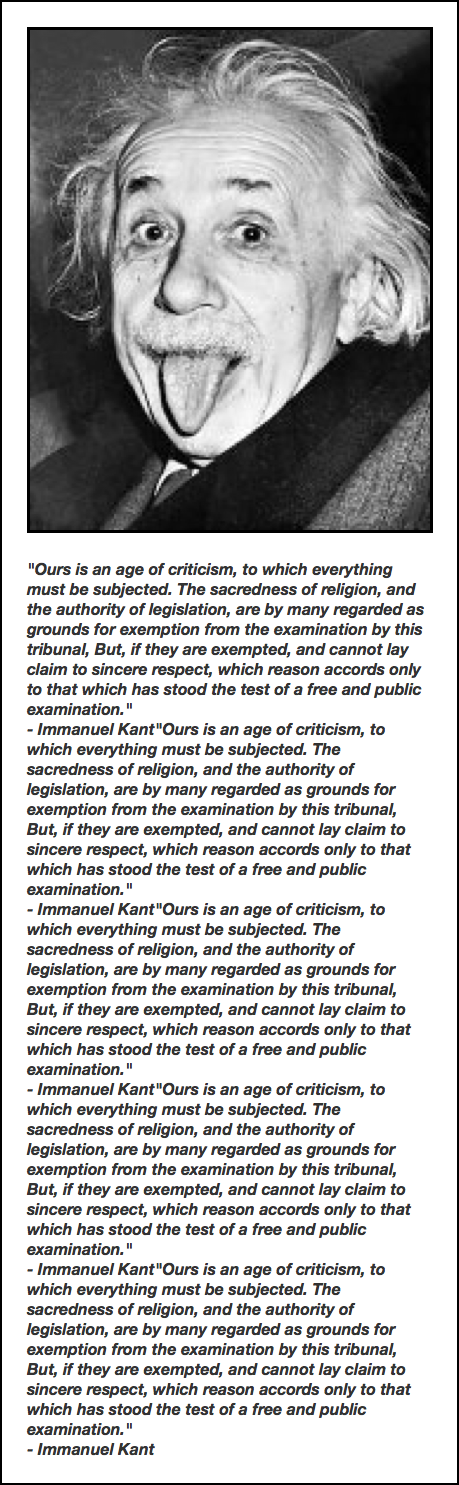 "Ours is an age of criticism, to which everything
must be subjected. The sacredness of religion, and
the authority of legislation, are by many regarded as
grounds for exemption from the examination by this
tribunal, But, if they are exempted, and cannot lay
claim to sincere respect, which reason accords only
to that which has stood the test of a free and public
examination."
- Immanuel Kant"Ours is an age of criticism, to
which everything must be subjected. The
sacredness of religion, and the authority of
legislation, are by many regarded as grounds for
exemption from the examination by this tribunal,
But, if they are exempted, and cannot lay claim to
sincere respect, which reason accords only to that
which has stood the test of a free and public
examination."
- Immanuel Kant"Ours is an age of criticism, to
which everything must be subjected. The
sacredness of religion, and the authority of
legislation, are by many regarded as grounds for
exemption from the examination by this tribunal,
But, if they are exempted, and cannot lay claim to
sincere respect, which reason accords only to that
which has stood the test of a free and public
examination."
- Immanuel Kant"Ours is an age of criticism, to
which everything must be subjected. The
sacredness of religion, and the authority of
legislation, are by many regarded as grounds for
exemption from the examination by this tribunal,
But, if they are exempted, and cannot lay claim to
sincere respect, which reason accords only to that
which has stood the test of a free and public
examination."
- Immanuel Kant"Ours is an age of criticism, to
which everything must be subjected. The
sacredness of religion, and the authority of
legislation, are by many regarded as grounds for
exemption from the examination by this tribunal,
But, if they are exempted, and cannot lay claim to
sincere respect, which reason accords only to that
which has stood the test of a free and public
examination."
- Immanuel Kant